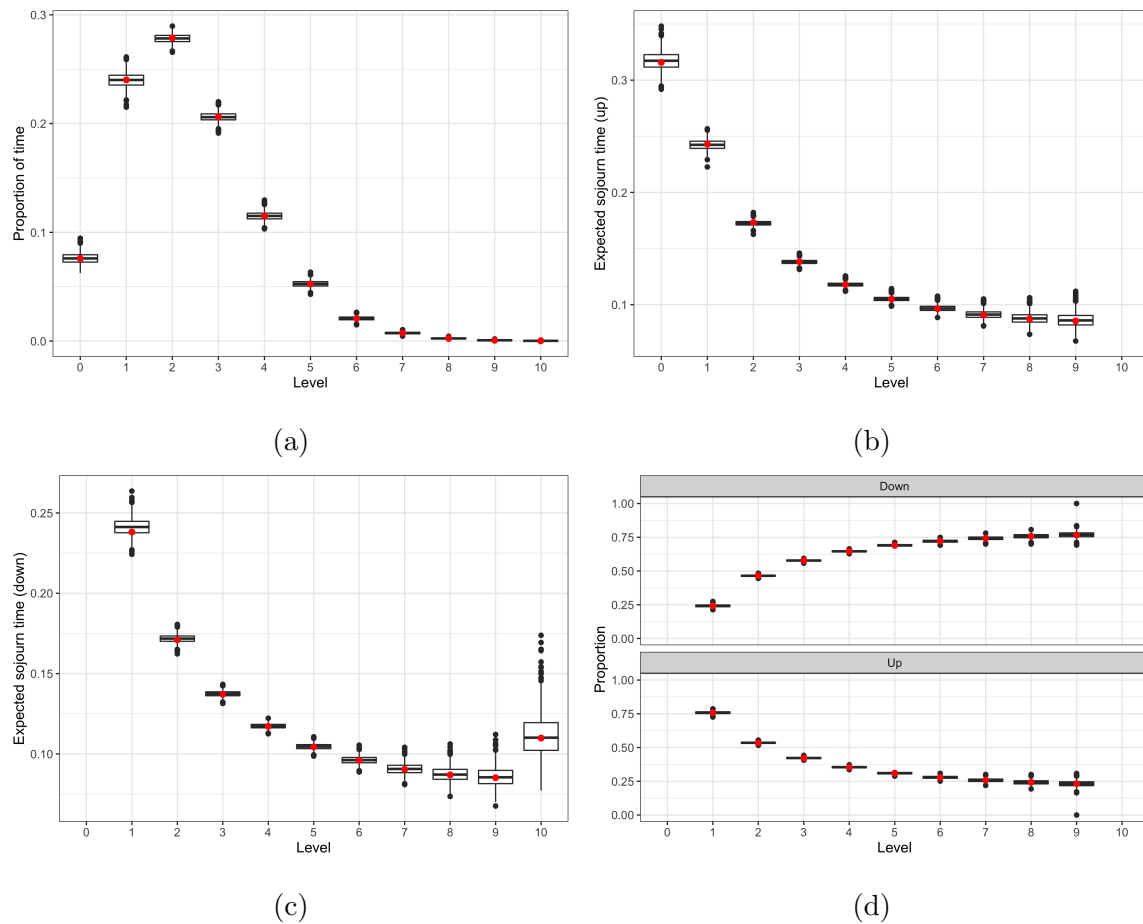 Proportion of time
0.3
0.2
0.1
0.0
0 1 2 3 4 5 6 7 8 9 10
Level
(a)
Expected sojourn time (up)
0.3
0.2
0.1
0 1 2 3 4 5 6 7 8 9 10
Level
(b)
Expected sojourn time (down)
0.25
0.20
0.15
0.10
0 1 2 3 4 5 6 7 8 9 10
Level
(c)
Proportion
Down
1.00
0.75
0.50
0.25
0.00
Up
1.00
0.75
0.50
0.25
0.00
0 1 2 3 4 5 6 7 8 9 10
Level
(d)